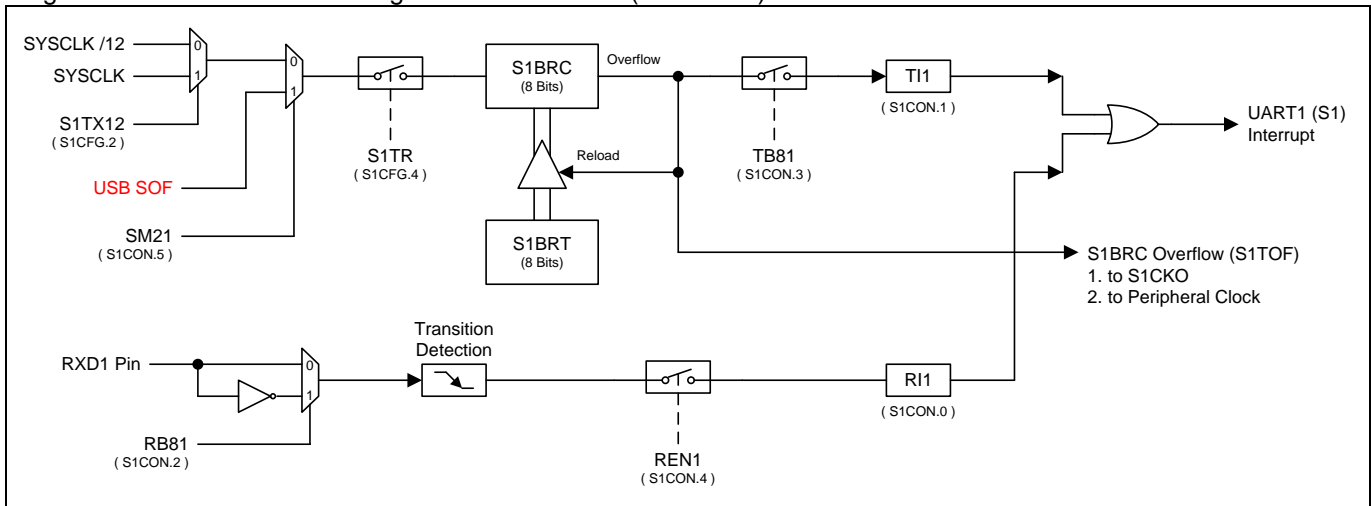 SYSCLK /12
0
SYSCLK
1
0
1
S1TX12
( S1CFG.2 )
USB SOF
SM21
( S1CON.5 )
S1TR
( S1CFG.4 )
S1BRC
(8 Bits)
Overflow
Reload
S1BRT
(8 Bits)
TB81
( S1CON.3 )
TI1
( S1CON.1 )
UART1 (S1)
Interrupt
S1BRC Overflow (S1TOF)
1. to S1CKO
2. to Peripheral Clock
RXD1 Pin
0
1
RB81
( S1CON.2 )
Transition
Detection
REN1
( S1CON.4 )
RI1
( S1CON.0 )